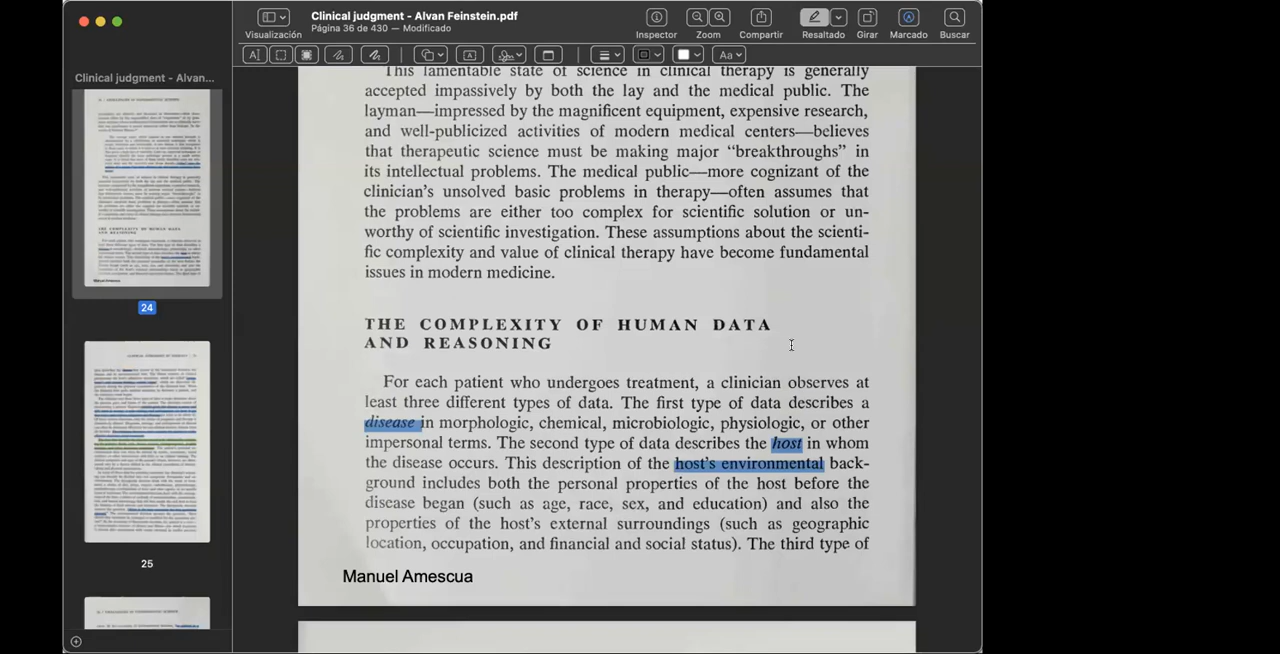 Clinical judgment - Alvan Feinstein.pdf
Página 36 de 430 — Modificado
Visualización
Inspector
Zoom
Compartir
Resaltado
Girar
Marcado
Buscar
Aa
Clinical judgment - Alvan...
24
25
This lamentable state of science in clinical therapy is generally
accepted impassively by both the lay and the medical public. The
layman—impressed by the magnificent equipment, expensive research,
and well-publicized activities of modern medical centers—believes
that therapeutic science must be making major “breakthroughs” in
its intellectual problems. The medical public—more cognizant of the
clinician's unsolved basic problems in therapy—often assumes that
the problems are either too complex for scientific solution or un-
worthy of scientific investigation. These assumptions about the scienti-
fic complexity and value of clinical therapy have become fundamental
issues in modern medicine.
THE COMPLEXITY OF HUMAN DATA
AND REASONING
For each patient who undergoes treatment, a clinician observes at
least three different types of data. The first type of data describes a
disease in morphologic, chemical, microbiologic, physiologic, or other
impersonal terms. The second type of data describes the host in whom
the disease occurs. This description of the host's environmental back-
ground includes both the personal properties of the host before the
disease began (such as age, race, sex, and education) and also the
properties of the host's external surroundings (such as geographic
location, occupation, and financial and social status). The third type of
Manuel Amescua